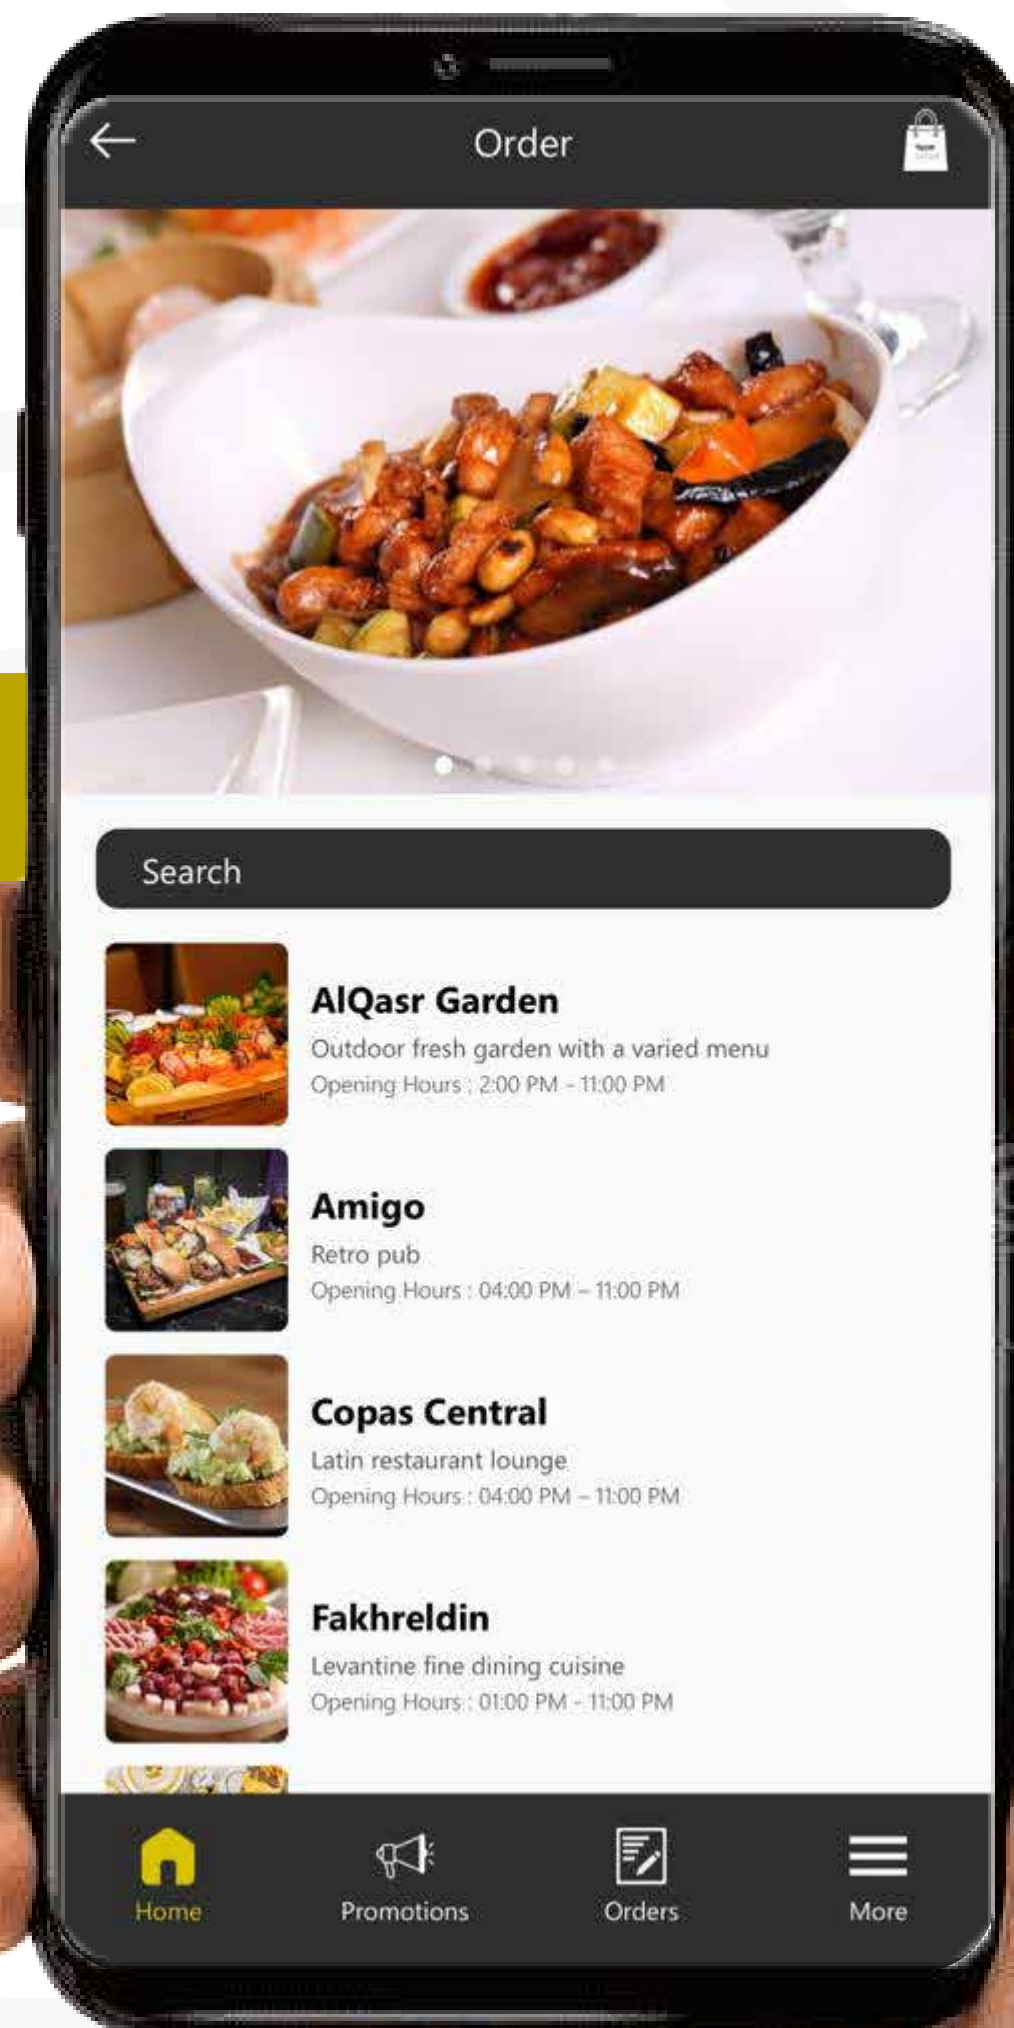 Order
Search
AlQasr Garden
Outdoor fresh garden with a varied menu
Opening Hours : 2:00 PM - 11:00 PM
Amigo
Retro pub
Opening Hours : 04:00 PM – 11:00 PM
Copas Central
Latin restaurant lounge
Opening Hours : 04:00 PM – 11:00 PM
Fakhreldin
Levantine fine dining cuisine
Opening Hours : 01:00 PM - 11:00 PM
Home
Promotions
Orders
More